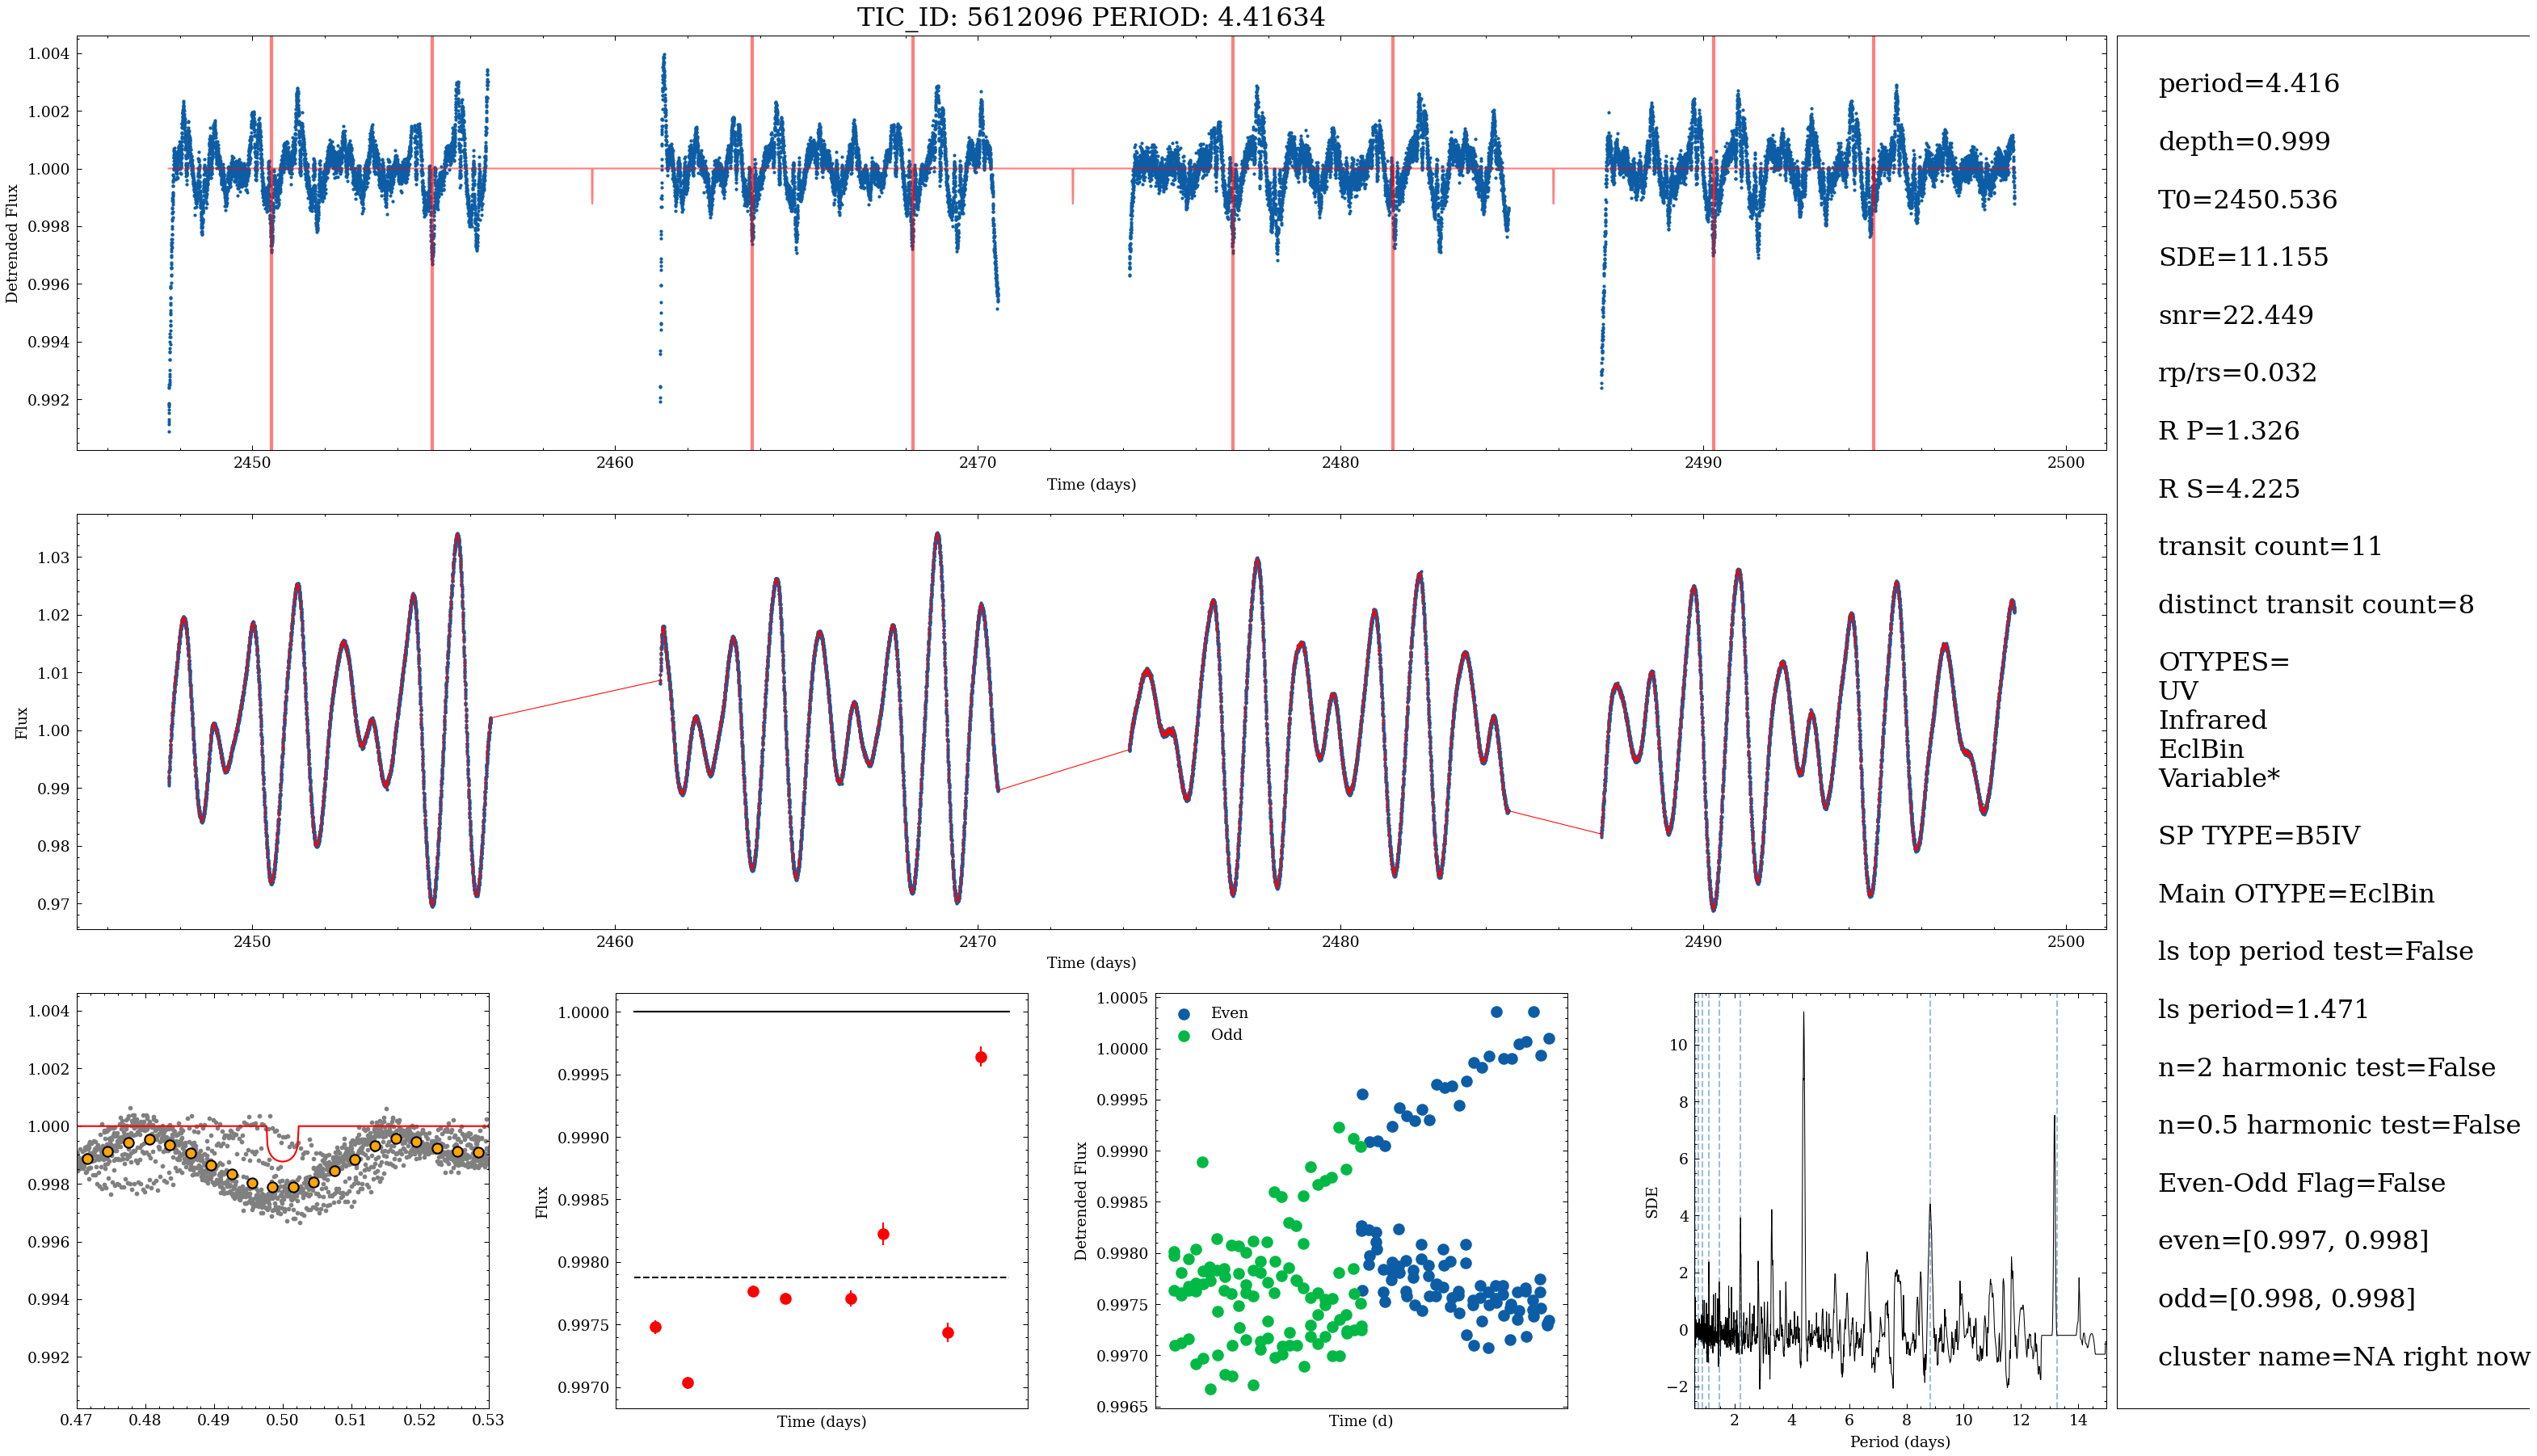 TIC_ID: 5612096 PERIOD: 4.41634
1.004
1.002
1.000
0.998
0.996
0.994
0.992
Detrended Flux
2450
2460
2470
2480
2490
2500
Time (days)
1.03
1.02
1.01
1.00
0.99
0.98
0.97
Flux
2450
2460
2470
2480
2490
2500
Time (days)
1.004
1.002
1.000
0.998
0.996
0.994
0.992
0.47
0.48
0.49
0.50
0.51
0.52
0.53
1.0000
0.9995
0.9990
0.9985
0.9980
0.9975
0.9970
Flux
Time (days)
1.0005
1.0000
0.9995
0.9990
0.9985
0.9980
0.9975
0.9970
0.9965
Detrended Flux
Even
Odd
Time (d)
10
8
6
4
2
0
−2
SDE
2
4
6
8
10
12
14
Period (days)
period=4.416
depth=0.999
T0=2450.536
SDE=11.155
snr=22.449
rp/rs=0.032
R P=1.326
R S=4.225
transit count=11
distinct transit count=8
OTYPES=
UV
Infrared
EclBin
Variable*
SP TYPE=B5IV
Main OTYPE=EclBin
ls top period test=False
ls period=1.471
n=2 harmonic test=False
n=0.5 harmonic test=False
Even-Odd Flag=False
even=[0.997, 0.998]
odd=[0.998, 0.998]
cluster name=NA right now